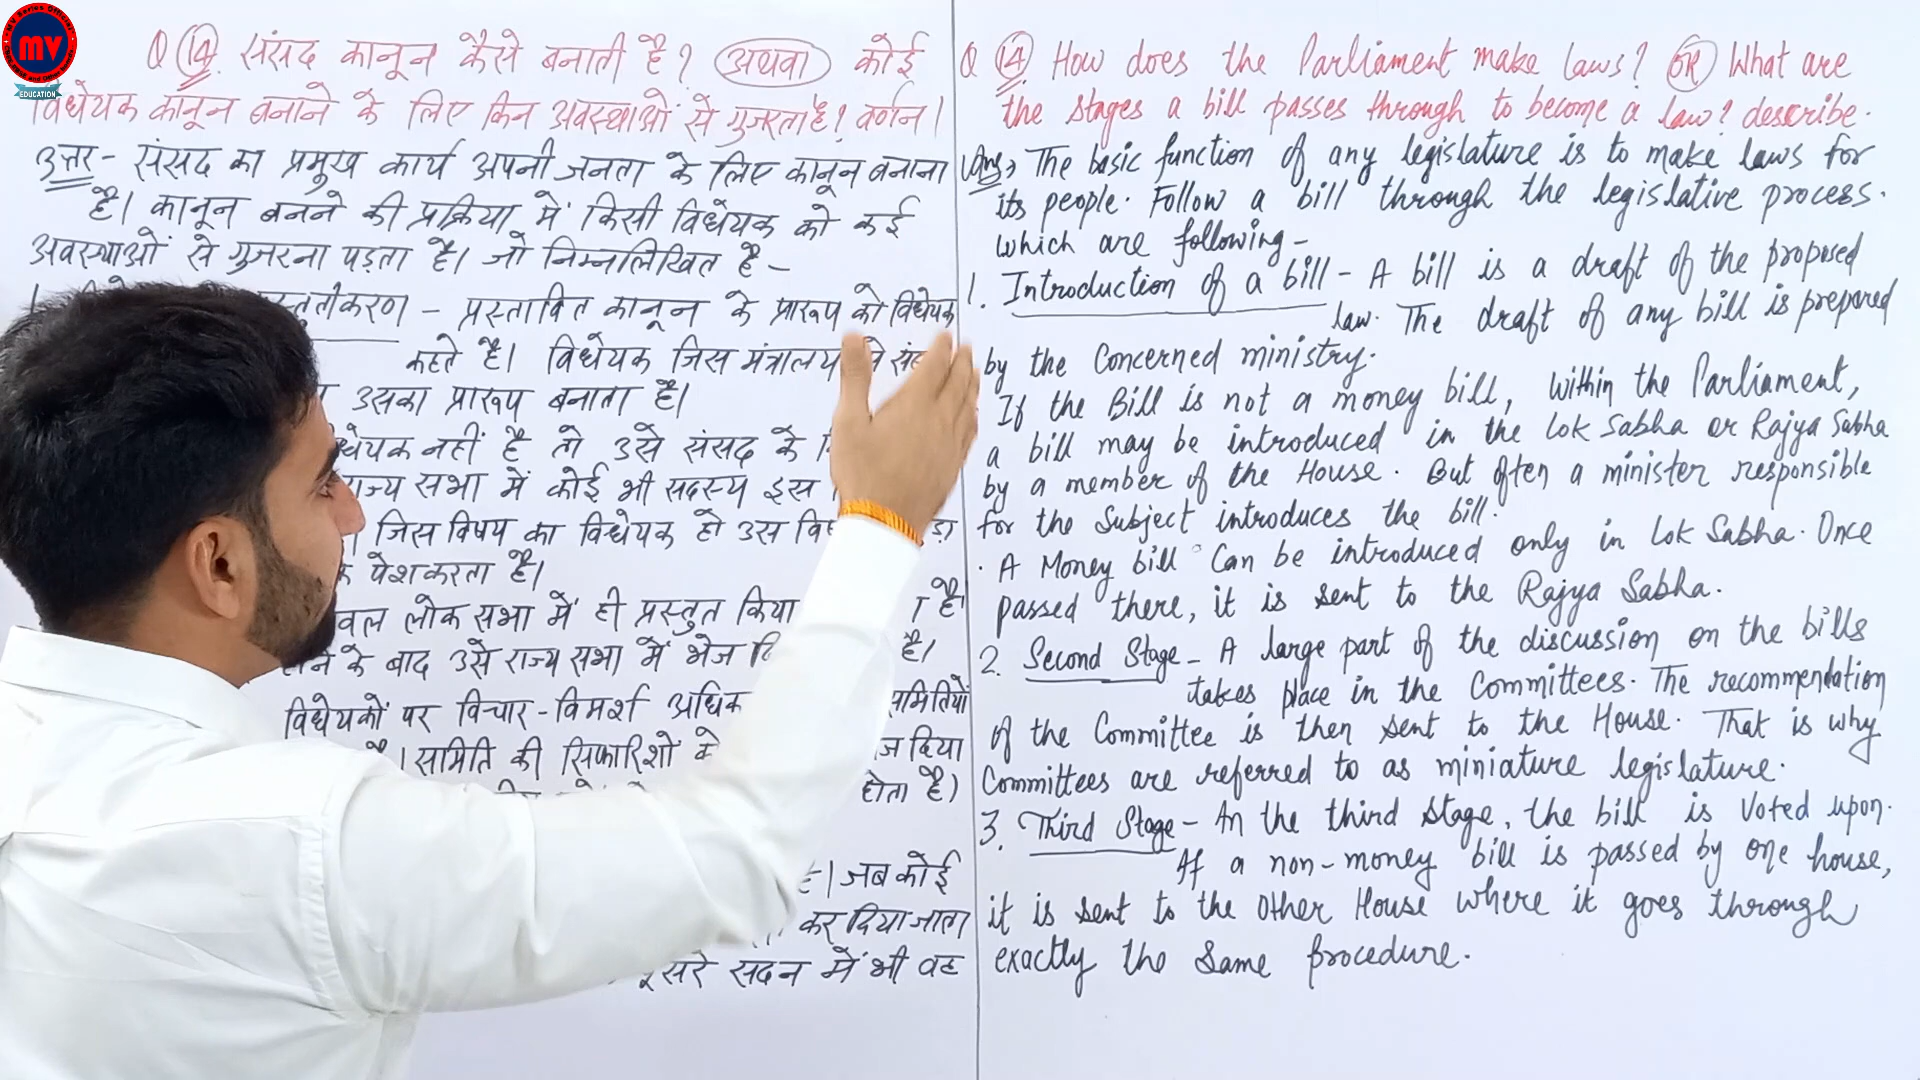 MV
EDUCATION
Q 14. संसद कानून कैसे बनाती है? अथवा कोई
विधेयक कानून बनाने के लिए किन अवस्थाओं से गुजरता है? वर्णन।
उत्तर- संसद का प्रमुख कार्य अपनी जनता के लिए कानून बनाना
है। कानून बनने की प्रक्रिया में किसी विधेयक को कई
अवस्थाओं से गुजरना पड़ता है। जो निम्नलिखित है -
- प्रस्तावित कानून के प्रारूप को विधेयक
कहते है। विधेयक जिस मंत्रालय
उसका प्रारूप बनाता है।
नहीं है तो उसे संसद के
राज्य सभा में कोई भी सदस्य इस
जिस विषय का विधेयक हो उस
पेश करता है।
लोक सभा में ही प्रस्तुत किया है।
के बाद उसे राज्य सभा में भेज है।
विधेयकों पर विचार-विमर्श समितियों
। समिति की सिफारिशों दिया
होता है)
। जब कोई
कर दिया जाता
सदन में भी वह
Q 14 How does the Parliament make laws? OR What are
the stages a bill passes through to become a law? describe.
Ans, The basic function of any legislature is to make laws for
its people. Follow a bill through the legislative process.
which are following-
1. Introduction of a bill - A bill is a draft of the proposed
law. The draft of any bill is prepared
by the Concerned ministry.
If the Bill is not a money bill, within the Parliament,
a bill may be introduced in the Lok Sabha or Rajya Sabha
by a member of the House. But often a minister responsible
for the Subject introduces the bill.
. A Money bill Can be introduced only in Lok Sabha. Once
passed there, it is sent to the Rajya Sabha.
2. Second Stage - A large part of the discussion on the bills
takes place in the Committees. The recommendation
of the Committee is then sent to the House. That is why
Committees are referred to as miniature legislature.
3. Third Stage - In the third stage, the bill is voted upon.
If a non-money bill is passed by one house,
it is sent to the Other House where it goes through
exactly the same procedure.